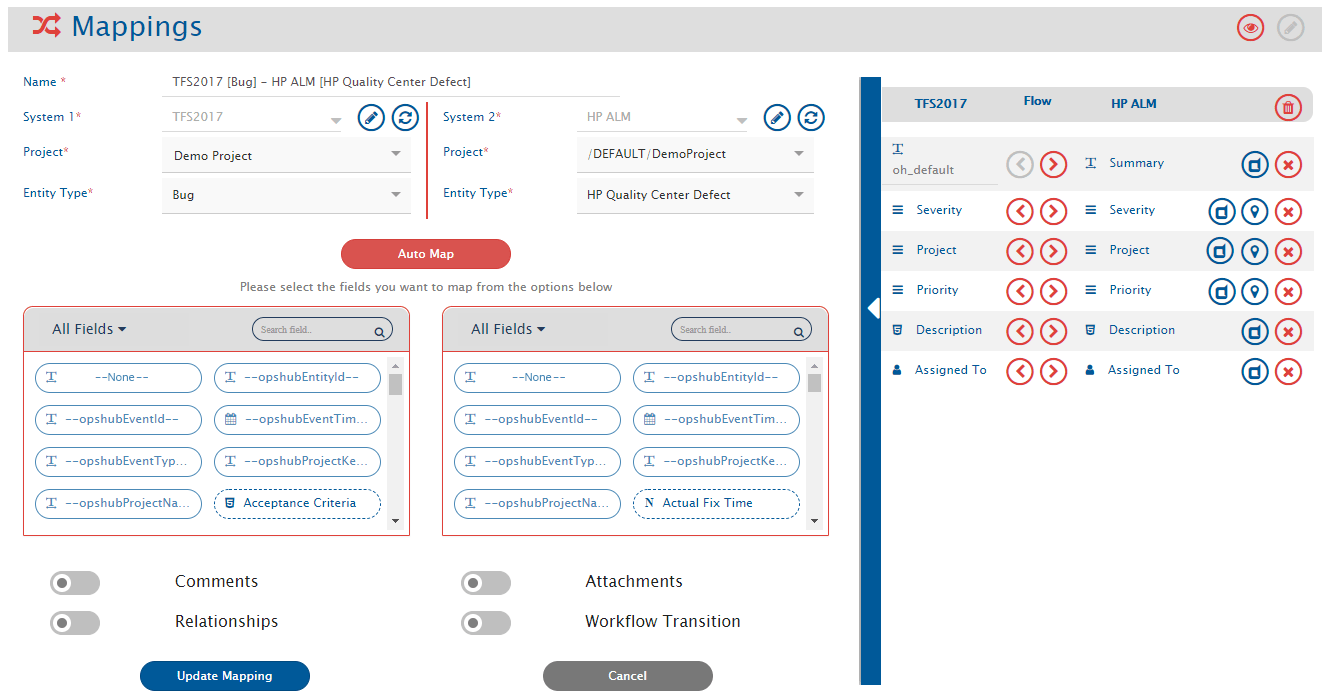 Mappings
Name *
TFS2017 [Bug] - HP ALM [HP Quality Center Defect]
System 1*
TFS2017
System 2*
HP ALM
Project*
Demo Project
Project*
/DEFAULT/DemoProject
Entity Type*
Bug
Entity Type*
HP Quality Center Defect
Auto Map
Please select the fields you want to map from the options below
All Fields
Search field..
--None--
--opshubEntityId--
--opshubEventId--
--opshubEventTim...
--opshubEventTyp...
--opshubProjectKe...
--opshubProjectNa...
Acceptance Criteria
All Fields
Search field..
--None--
--opshubEntityId--
--opshubEventId--
--opshubEventTim...
--opshubEventTyp...
--opshubProjectKe...
--opshubProjectNa...
N Actual Fix Time
Comments
Attachments
Relationships
Workflow Transition
Update Mapping
Cancel
TFS2017
Flow
HP ALM
oh_default
Summary
Severity
Severity
Project
Project
Priority
Priority
Description
Description
Assigned To
Assigned To